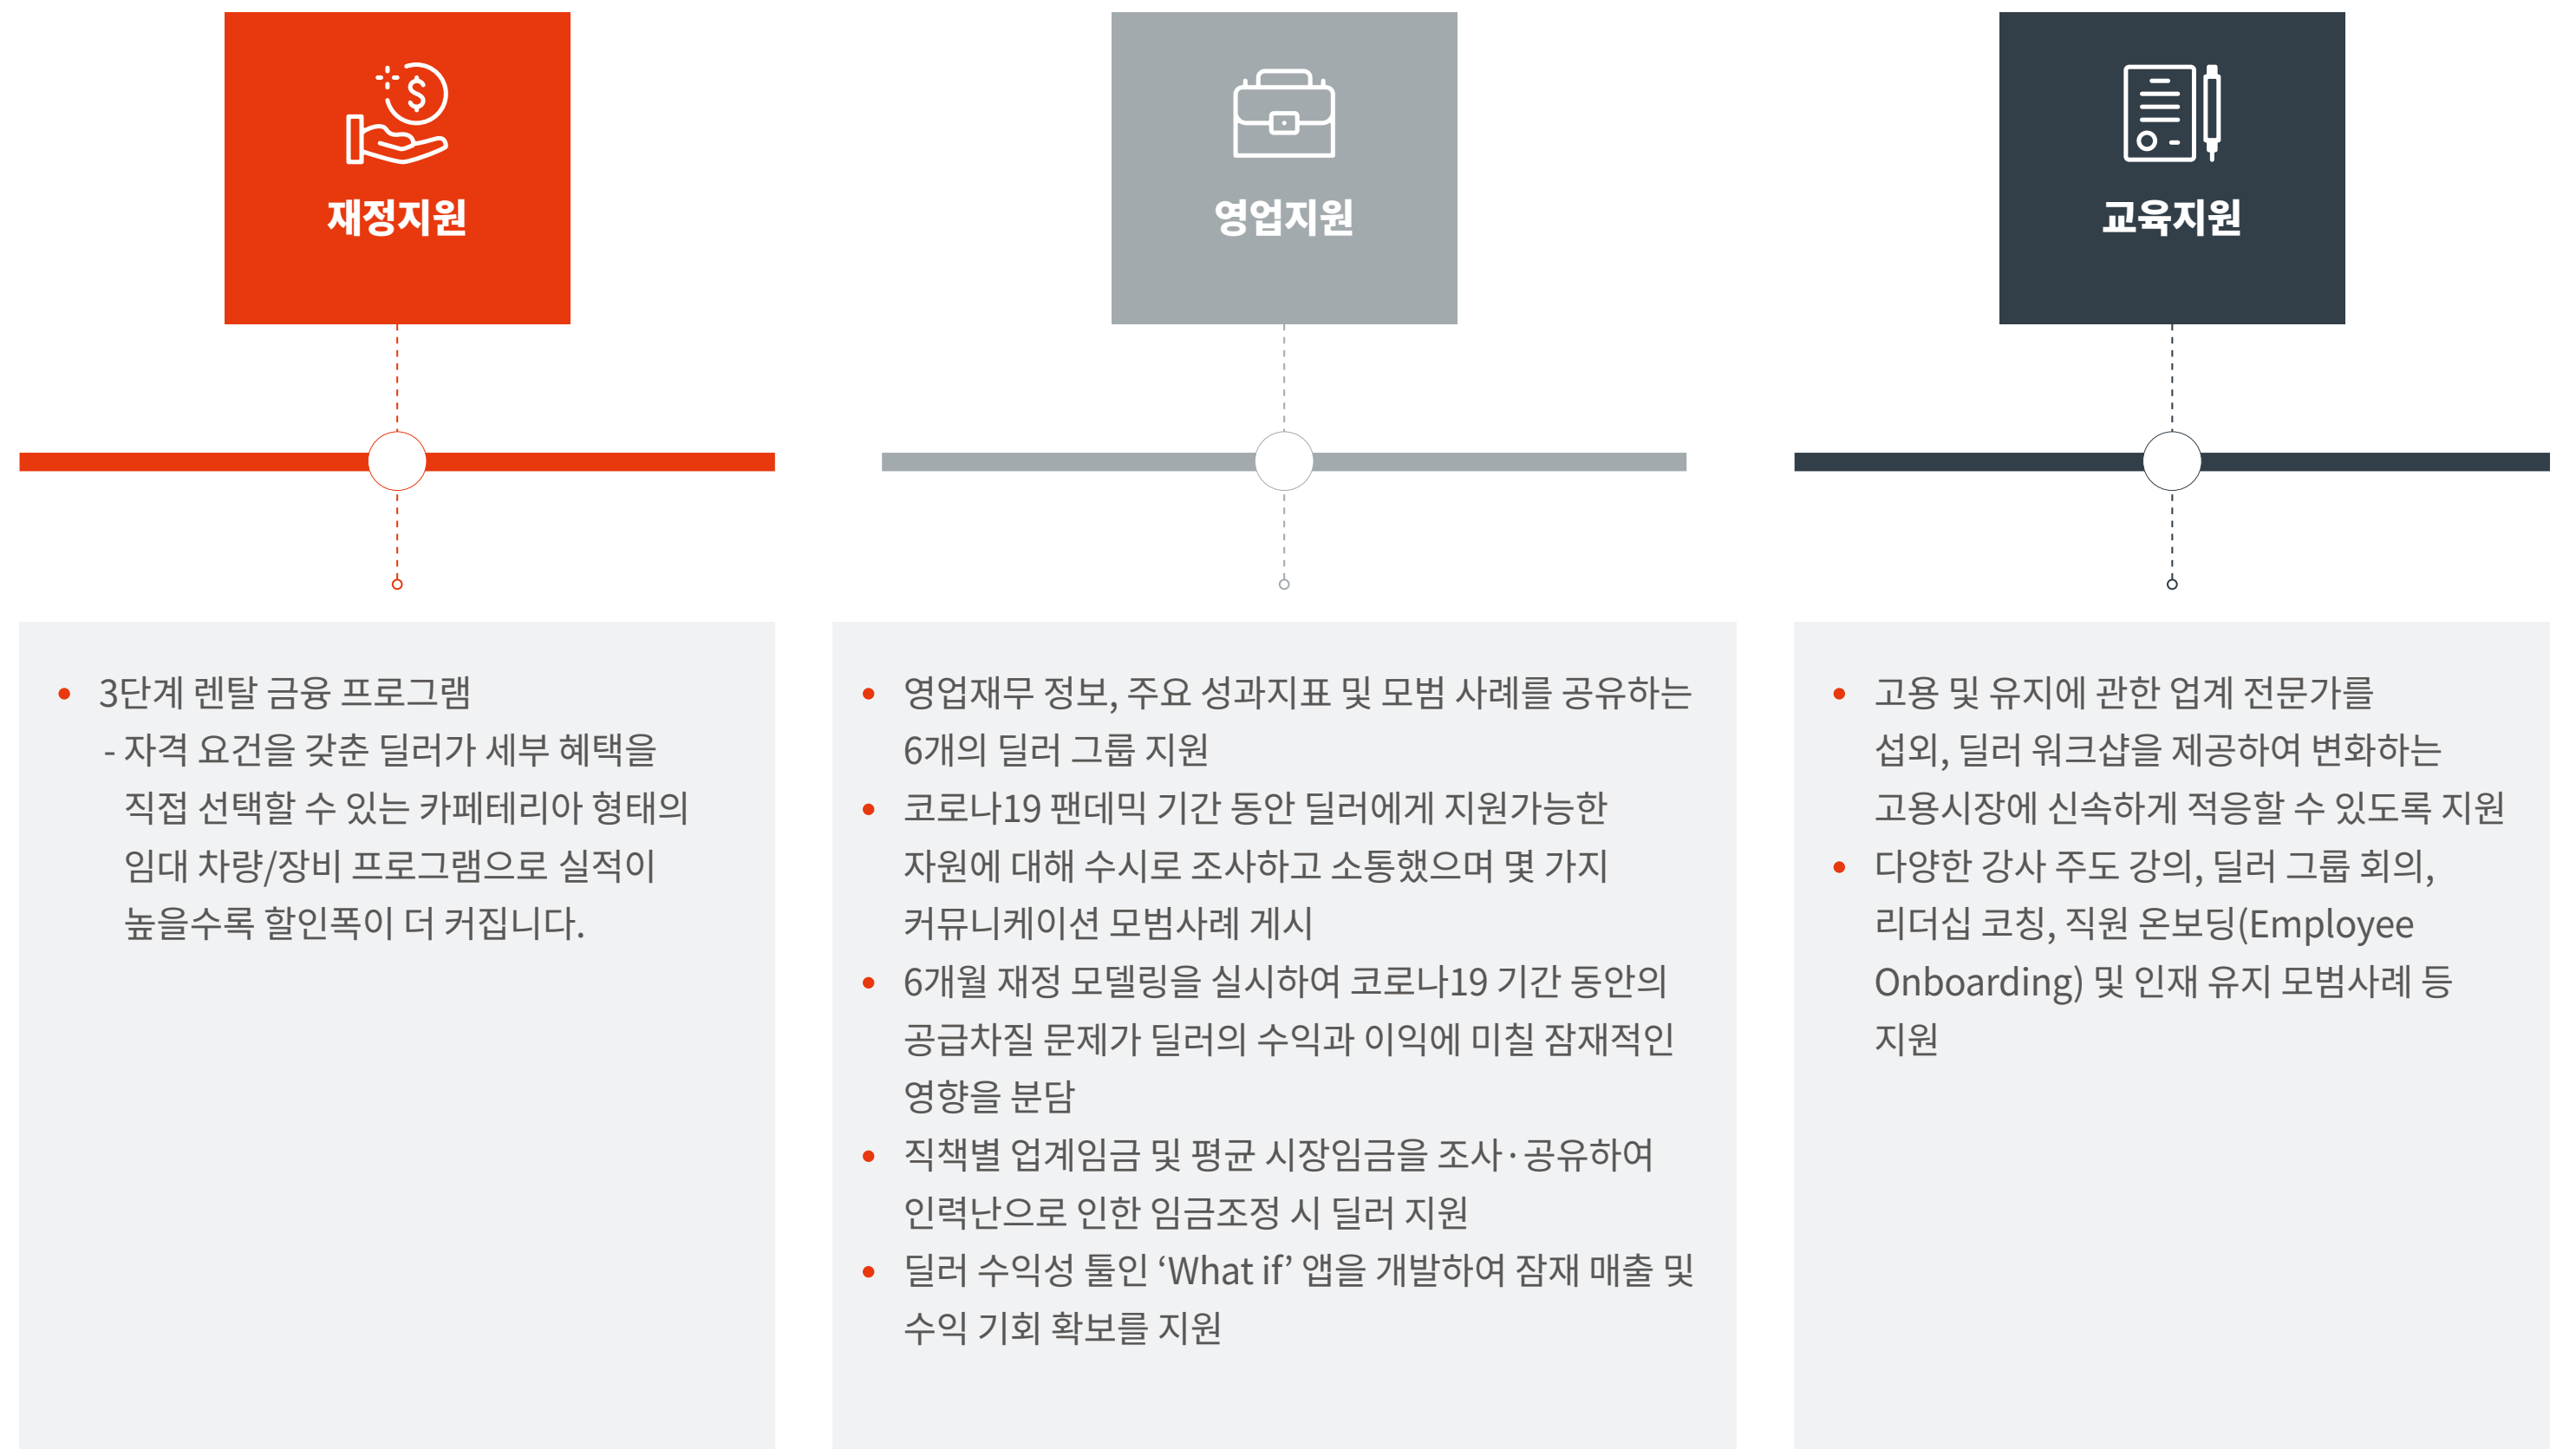 재정지원
3단계 렌탈 금융 프로그램
- 자격 요건을 갖춘 딜러가 세부 혜택을
직접 선택할 수 있는 카페테리아 형태의
임대 차량/장비 프로그램으로 실적이
높을수록 할인폭이 더 커집니다.
영업지원
• 영업재무 정보, 주요 성과지표 및 모범 사례를 공유하는
6개의 딜러 그룹 지원
• 코로나19 팬데믹 기간 동안 딜러에게 지원가능한
자원에 대해 수시로 조사하고 소통했으며 몇 가지
커뮤니케이션 모범사례 게시
• 6개월 재정 모델링을 실시하여 코로나19 기간 동안의
공급차질 문제가 딜러의 수익과 이익에 미칠 잠재적인
영향을 분담
• 직책별 업계임금 및 평균 시장임금을 조사·공유하여
인력난으로 인한 임금조정 시 딜러 지원
• 딜러 수익성 툴인 ‘What if’ 앱을 개발하여 잠재 매출 및
수익 기회 확보를 지원
교육지원
• 고용 및 유지에 관한 업계 전문가를
섭외, 딜러 워크샵을 제공하여 변화하는
고용시장에 신속하게 적응할 수 있도록 지원
• 다양한 강사 주도 강의, 딜러 그룹 회의,
리더십 코칭, 직원 온보딩(Employee
Onboarding) 및 인재 유지 모범사례 등
지원